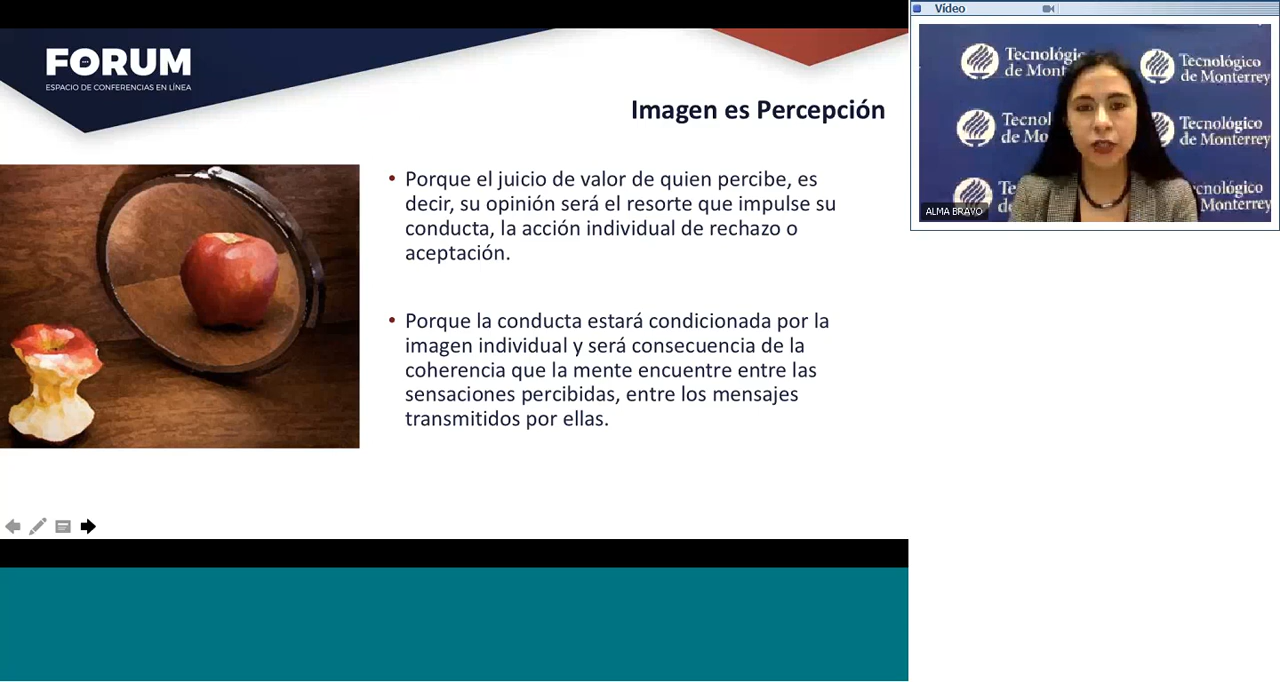 FORUM
ESPACIO DE CONFERENCIAS EN LÍNEA
Imagen es Percepción
• Porque el juicio de valor de quien percibe, es
decir, su opinión será el resorte que impulse su
conducta, la acción individual de rechazo o
aceptación.
• Porque la conducta estará condicionada por la
imagen individual y será consecuencia de la
coherencia que la mente encuentre entre las
sensaciones percibidas, entre los mensajes
transmitidos por ellas.
Vídeo
Tecnológico
de Mont
Tecnológico
de Monterrey
Tecnol
de Mo
Tecnológico
de Monterrey
Te
de
cnológico
Monterrey
ALMA BRAVO